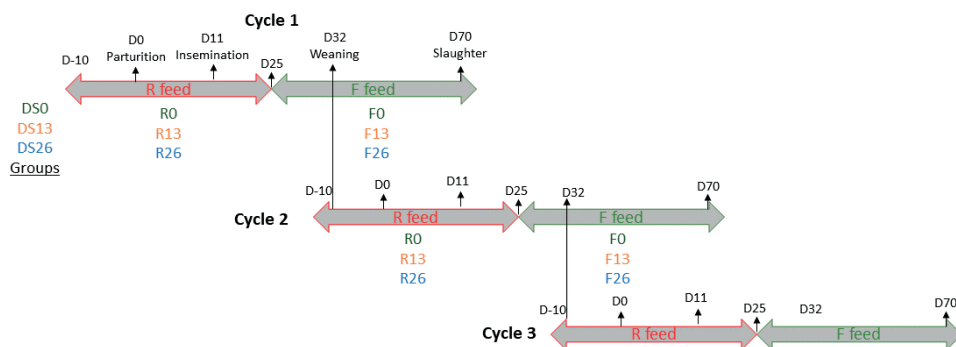 Cycle 1
D0
Parturition
D11
Insemination
D32
Weaning
D70
Slaughter
D-10
D25
R feed
F feed
DS0
DS13
DS26
Groups
R0
R13
R26
F0
F13
F26
Cycle 2
D-10
D0
D11
D25
D32
D70
R feed
F feed
R0
R13
R26
F0
F13
F26
Cycle 3
D-10
D0
D11
D25
D32
D70
R feed
F feed